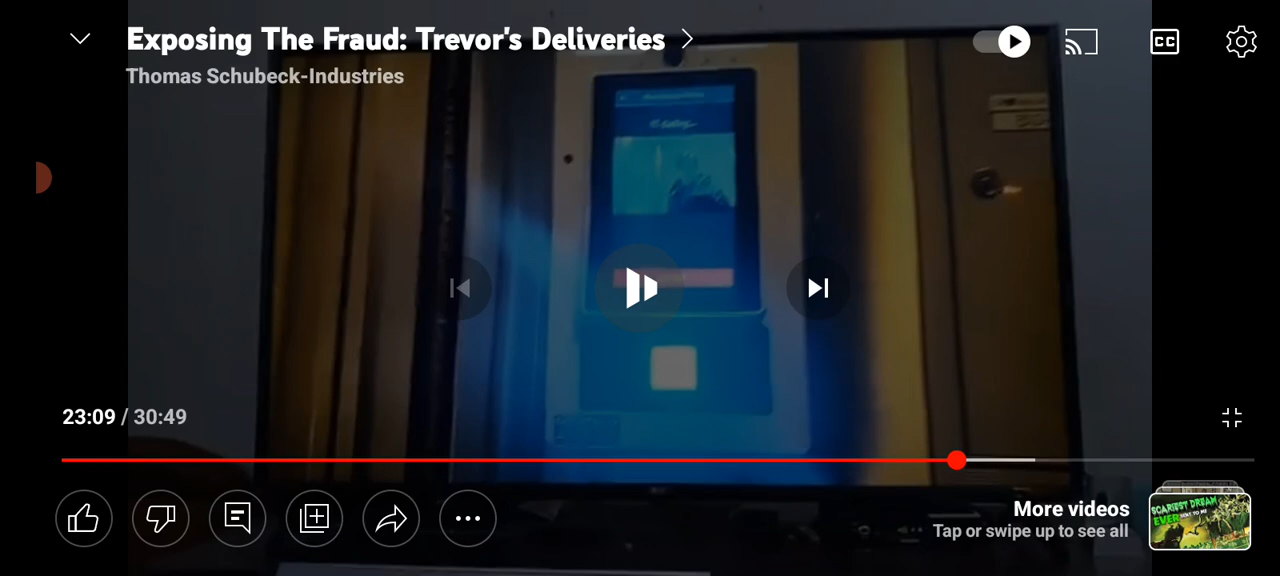 Exposing The Fraud: Trevor's Deliveries
Thomas Schubeck-Industries
CC
23:09 / 30:49
More videos
Tap or swipe up to see all
SCARIEST DREAM
EVER